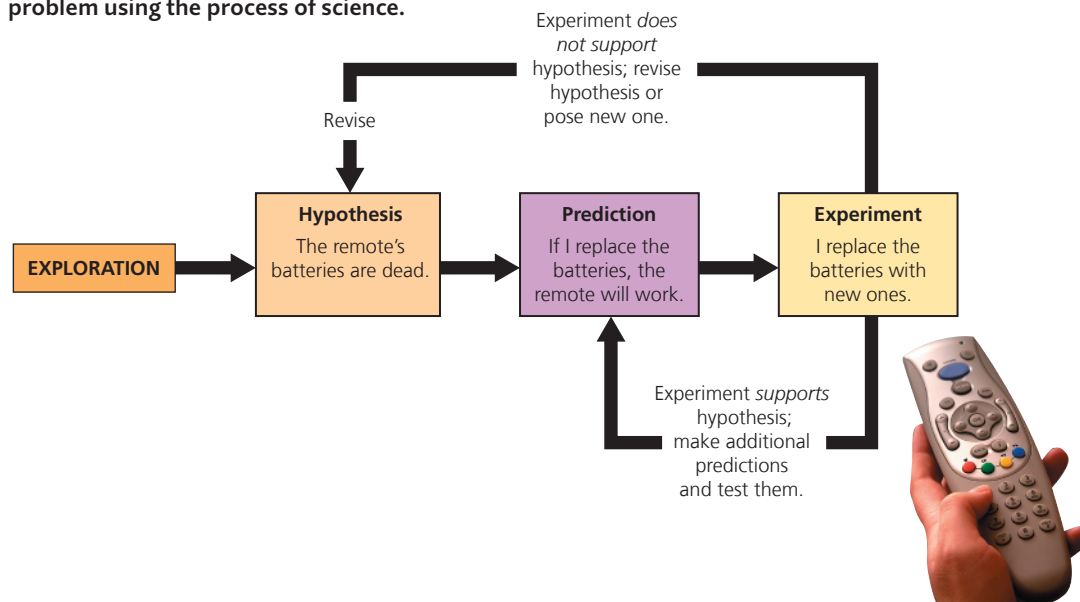 problem using the process of science.
Experiment does
not support
hypothesis; revise
hypothesis or
pose new one.
Revise
EXPLORATION
Hypothesis
The remote's
batteries are dead.
Prediction
If I replace the
batteries, the
remote will work.
Experiment
I replace the
batteries with
new ones.
Experiment supports
hypothesis;
make additional
predictions
and test them.